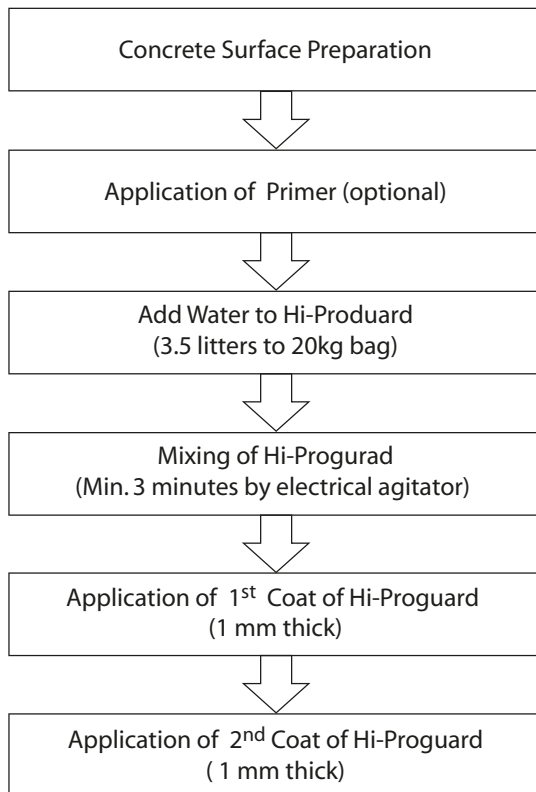 Concrete Surface Preparation
Application of Primer (optional)
Add Water to Hi-Produard
(3.5 litters to 20kg bag)
Mixing of Hi-Progurad
(Min. 3 minutes by electrical agitator)
Application of 1st Coat of Hi-Proguard
(1 mm thick)
Application of 2nd Coat of Hi-Proguard
( 1 mm thick)